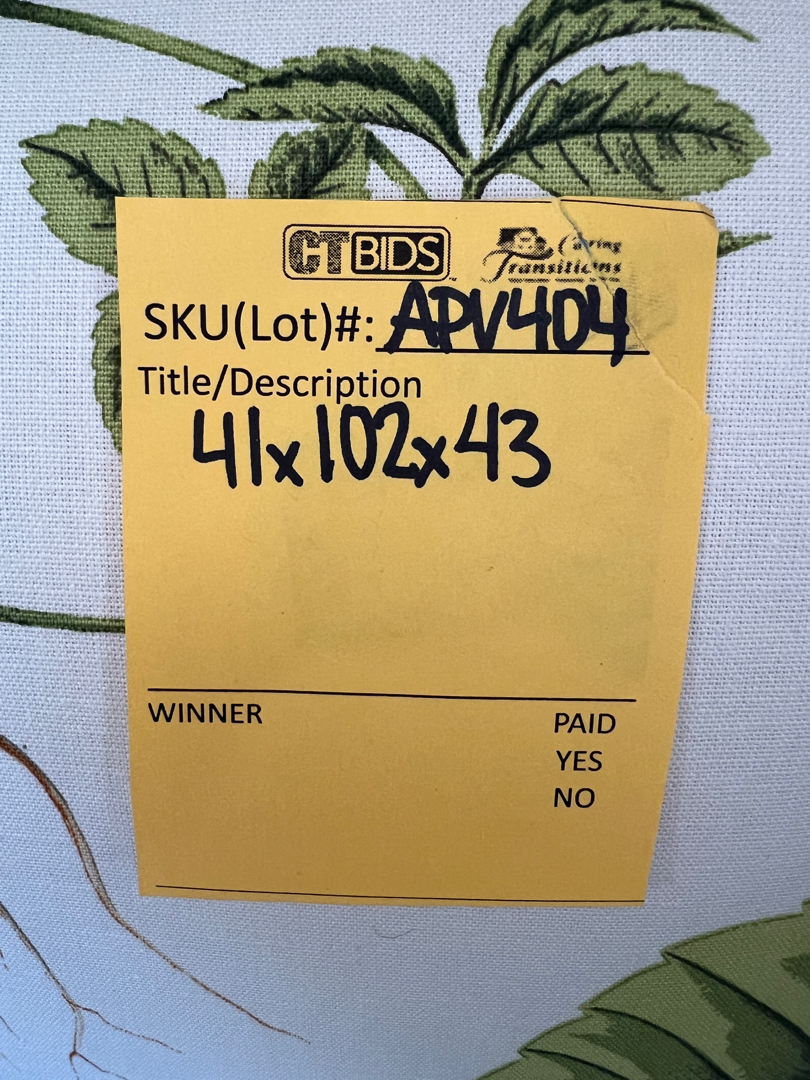 CTBIDS Caring Transitions
SKU(Lot)#: APV404
Title/Description
41x102x43
WINNER PAID
YES
NO